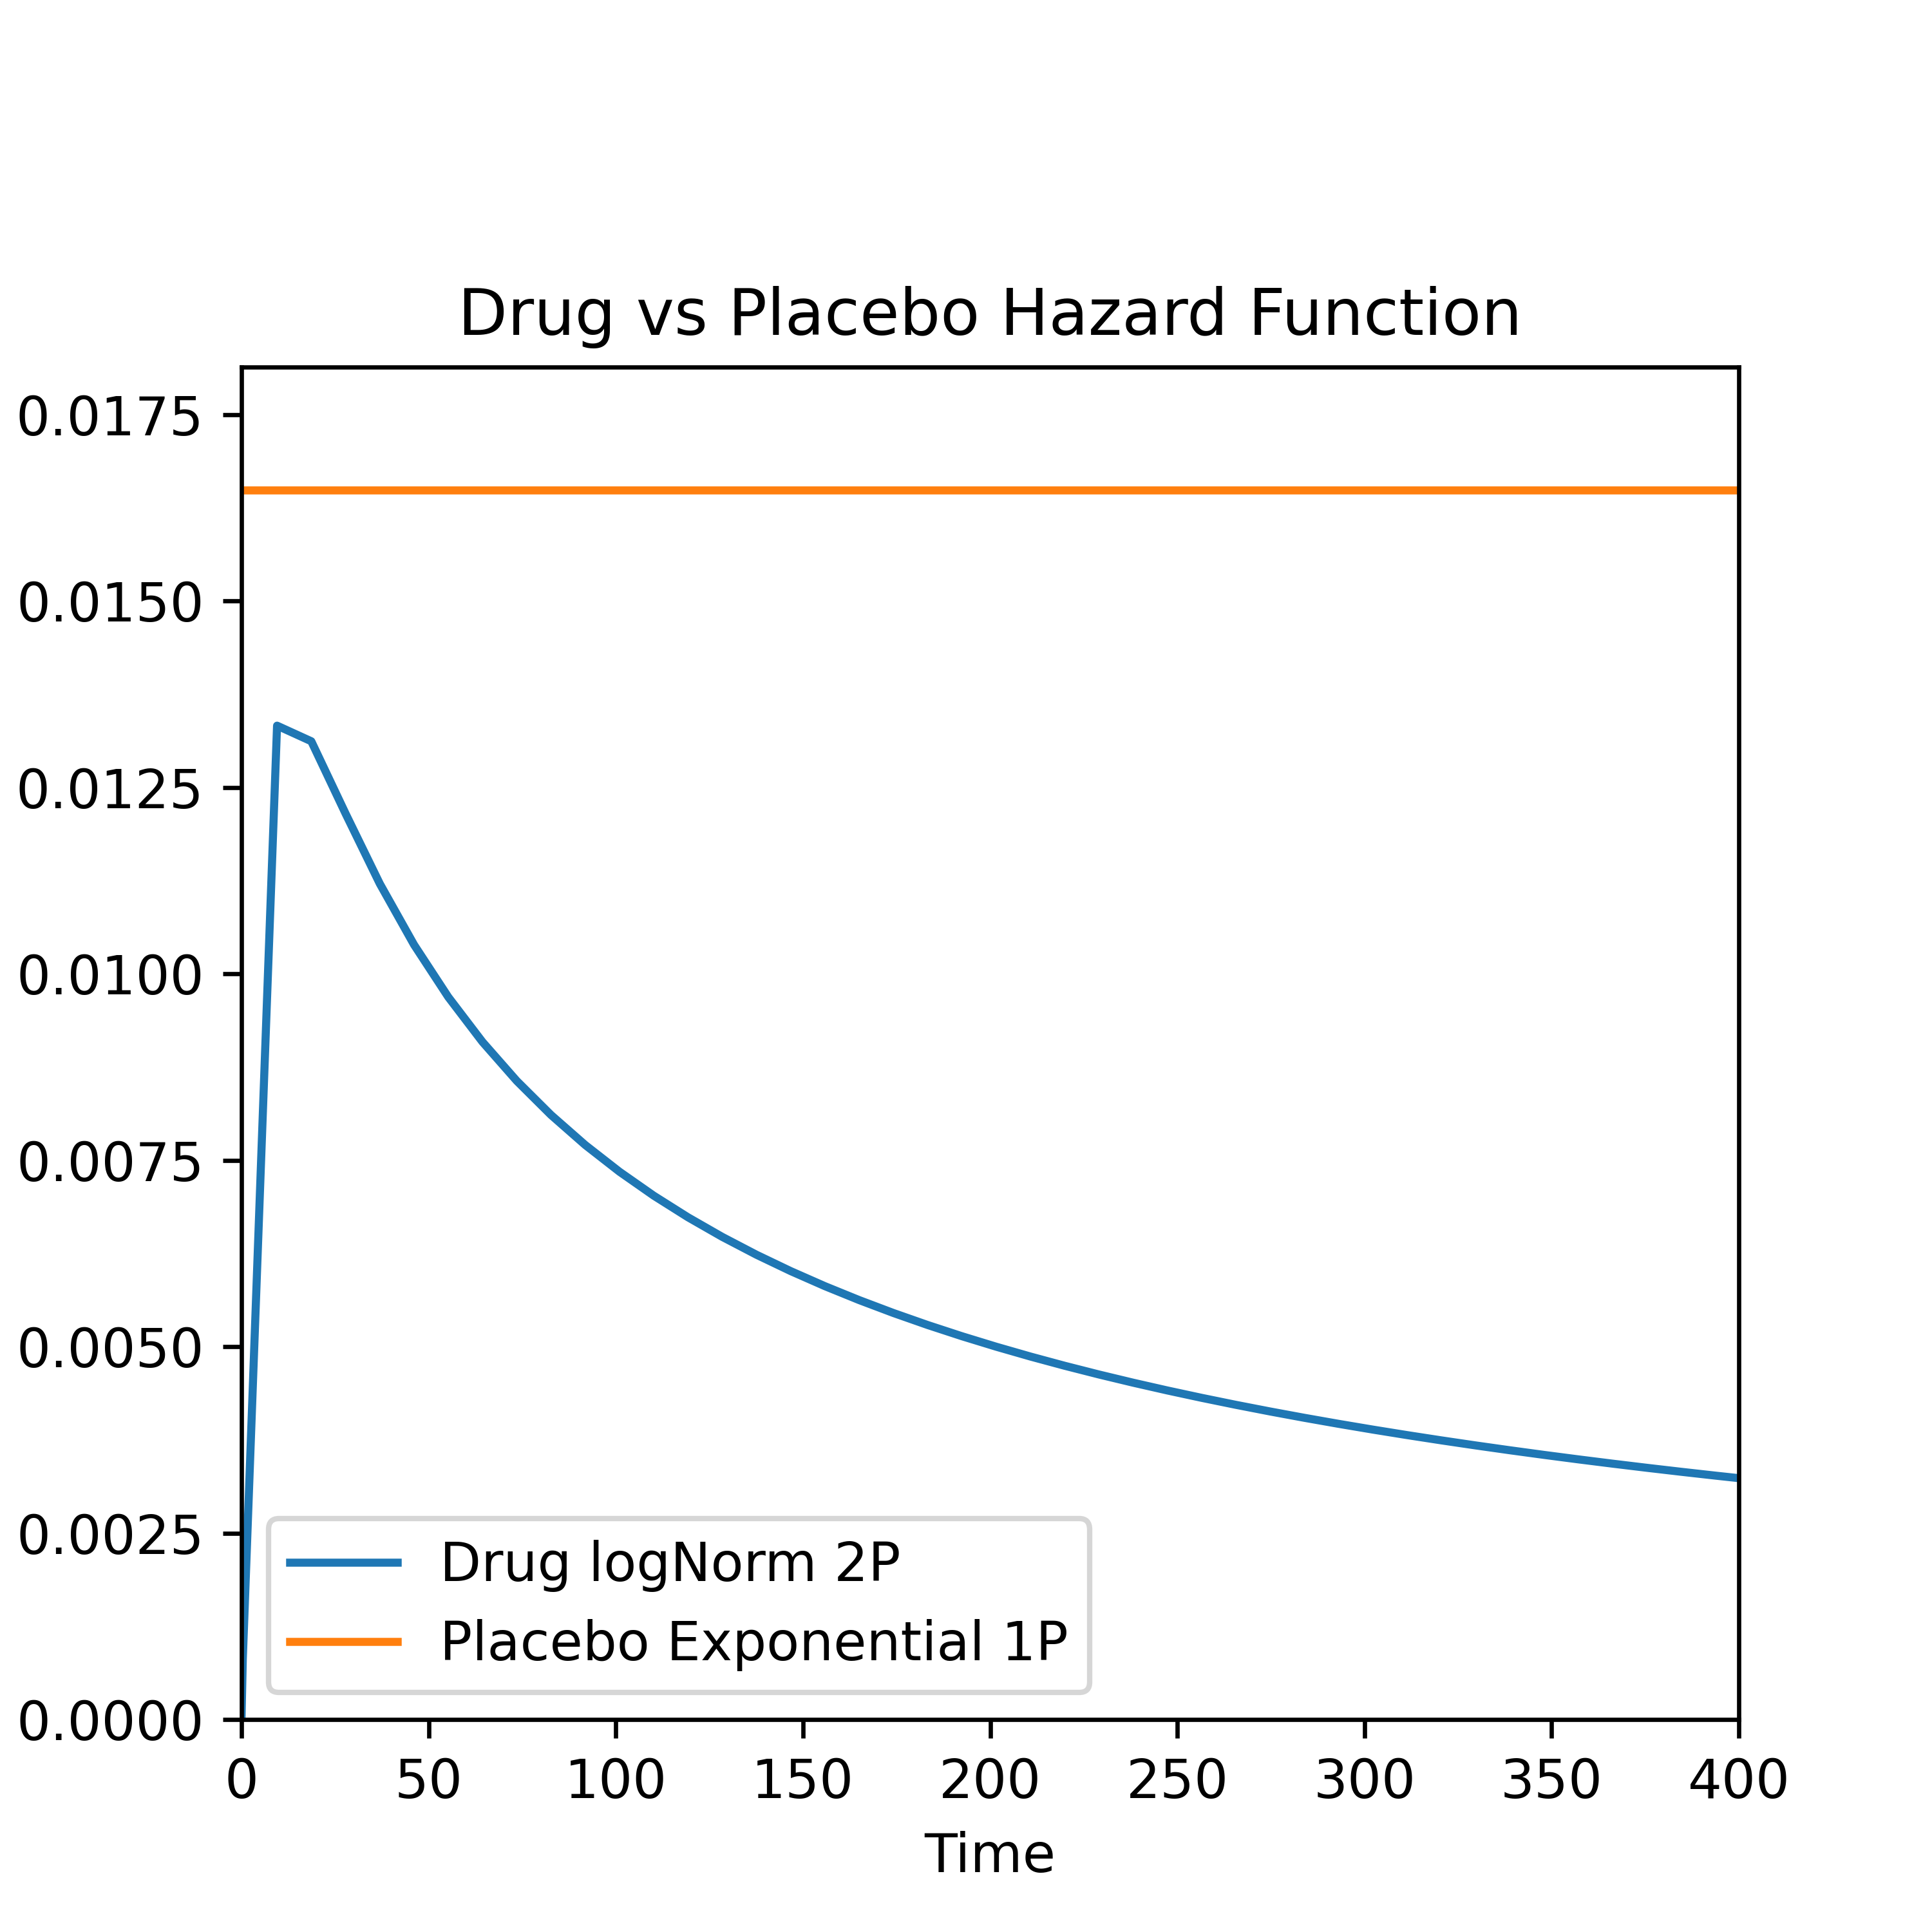 Drug vs Placebo Hazard Function
0.0175
0.0150
0.0125
0.0100
0.0075
0.0050
0.0025
0.0000
Drug logNorm 2P
Placebo Exponential 1P
0 50 100 150 200 250 300 350 400
Time